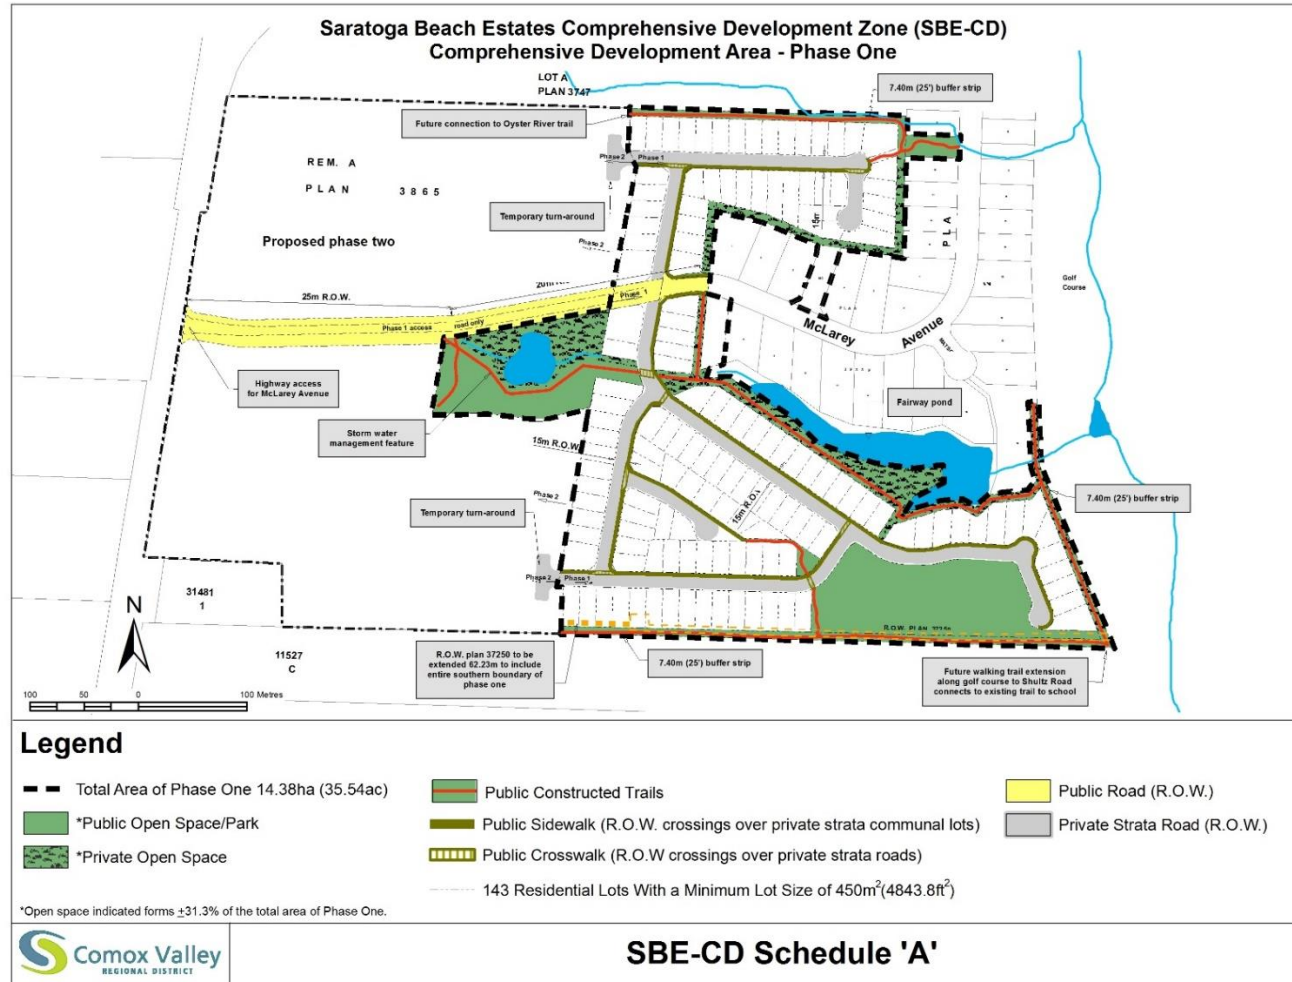 Saratoga Beach Estates Comprehensive Development Zone (SBE-CD)
Comprehensive Development Area - Phase One
LOT A
PLAN 3747
7.40m (25') buffer strip
Future connection to Oyster River trail
REM. A
PLAN 3865
Phase 2
Phase 1
Temporary turn-around
15m
PLA
Proposed phase two
Phase 2
Golf
Course
25m R.O.W.
Phase 1
PLAN
Phase 1 access road only
McLarey Avenue
Highway access
for McLarey Avenue
Fairway pond
Storm water
management feature
15m R.O.W.
Phase 2
15m R.O.
7.40m (25') buffer strip
Temporary turn-around
Phase 2
Phase 1
31481
1
N
R.O.W. PLAN
11527
C
R.O.W. plan 37250 to be
extended 62.23m to include
entire southern boundary of
phase one
7.40m (25') buffer strip
Future walking trail extension
along golf course to Shultz Road
connects to existing trail to school
100 50 0 100 Metres
Legend
Total Area of Phase One 14.38ha (35.54ac)
*Public Open Space/Park
*Private Open Space
Public Constructed Trails
Public Sidewalk (R.O.W. crossings over private strata communal lots)
Public Crosswalk (R.O.W crossings over private strata roads)
143 Residential Lots With a Minimum Lot Size of 450m²(4843.8ft²)
Public Road (R.O.W.)
Private Strata Road (R.O.W.)
*Open space indicated forms ±31.3% of the total area of Phase One.
Comox Valley
REGIONAL DISTRICT
SBE-CD Schedule 'A'